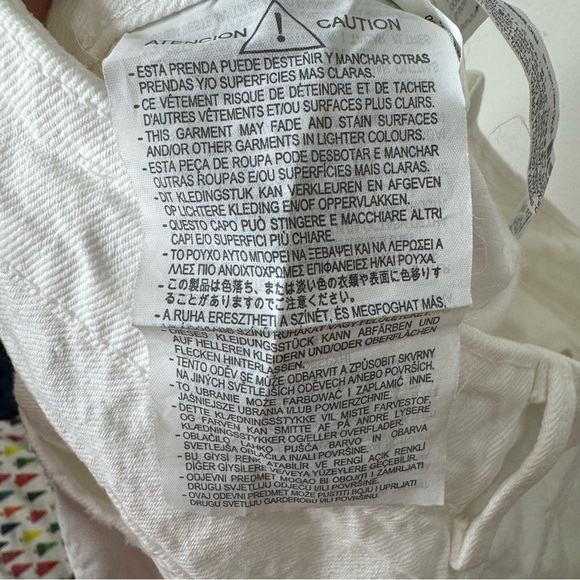 ATENCION CAUTION
- ESTA PRENDA PUEDE DESTEÑIR Y MANCHAR OTRAS
PRENDAS Y/O SUPERFICIES MAS CLARAS.
- CE VÊTEMENT RISQUE DE DÉTEINDRE ET DE TACHER
D'AUTRES VÊTEMENTS ET/OU SURFACES PLUS CLAIRS.
- THIS GARMENT MAY FADE AND STAIN SURFACES
AND/OR OTHER GARMENTS IN LIGHTER COLOURS.
- ESTA PEÇA DE ROUPA PODE DESBOTAR E MANCHAR
OUTRAS ROUPAS E/OU SUPERFÍCIES MAIS CLARAS.
- DIT KLEDINGSTUK KAN VERKLEUREN EN AFGEVEN
OP LICHTERE KLEDING EN/OF OPPERVLAKKEN.
- QUESTO CAPO PUÒ STINGERE E MACCHIARE ALTRI
CAPI E/O SUPERFICI PIÙ CHIARE.
- ΤΟ ΡΟΥΧΟ ΑΥΤΟ ΜΠΟΡΕΙ ΝΑ ΞΕΒΑΨΕΙ ΚΑΙ ΝΑ ΛΕΡΩΣΕΙ
ΑΛΛΕΣ ΠΙΟ ΑΝΟΙΧΤΟΧΡΩΜΕΣ ΕΠΙΦΑΝΕΙΕΣ Η/ΚΑΙ ΡΟΥΧΑ.
- この製品は色落ち、または淡い色の衣類や表面に色移りす
ることがありますのでご注意ください。
- A RUHA ERESZTHETI A SZÍNÉT, ÉS MEGFOGHAT MÁS,
VILÁGOSABB SZÍNŰ RUHÁKAT VAGY FELÜLETEKET.
- DIESES KLEIDUNGSSTÜCK KANN ABFÄRBEN UND
AUF HELLEREN KLEIDERN UND/ODER OBERFLÄCHEN
FLECKEN HINTERLASSEN.
- TENTO ODĚV SE MŮŽE ODBARVIT A ZPŮSOBIT SKVRNY
NA JINÝCH SVĚTLEJŠÍCH ODĚVECH A/NEBO POVRŠÍCH.
- TO UBRANIE MOŻE FARBOWAĆ I ZAPLAMIĆ INNE,
JAŚNIEJSZE UBRANIA I/LUB POWIERZCHNIE.
- DETTE KLÆDNINGSSTYKKE VIL MISTE FARVESTOF,
OG FARVEN KAN SMITTE AF PÅ ANDRE LYSERE
KLÆDNINGSSTYKKER OG/ELLER OVERFLADER.
- OBLAČILO LAHKO PUŠČA BARVO IN OBARVA
SVETLEJŠA OBLAČILA IN/ALI POVRŠINE.
- BU GİYSİ RENK ATABİLİR VE RENGİ AÇIK RENKLİ
DİĞER GİYSİLERE VE/VEYA YÜZEYLERE GEÇEBİLİR.
- ODJEVNI PREDMET MOGAO BI OBOJITI I ZAMRLJATI
DRUGU SVJETLIJU ODJEĆU I/ILI POVRŠINE.
- OVAJ ODEVNI PREDMET MOŽE PUSTITI BOJU I UPRLJATI
DRUGU SVETLIJU GARDEROBU I/ILI POVRŠINE.